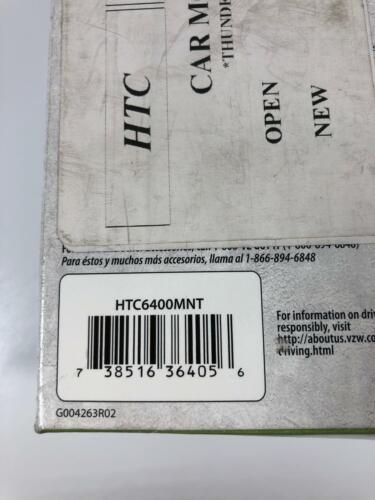 HTC
CAR M
*THUNDE
OPEN
NEW
Para éstos y muchos más accesorios, llama al 1-866-894-6848
HTC6400MNT
7 38516 36405 6
G004263R02
For information on dri
responsibly, visit
http://aboutus.vzw.co
driving.html